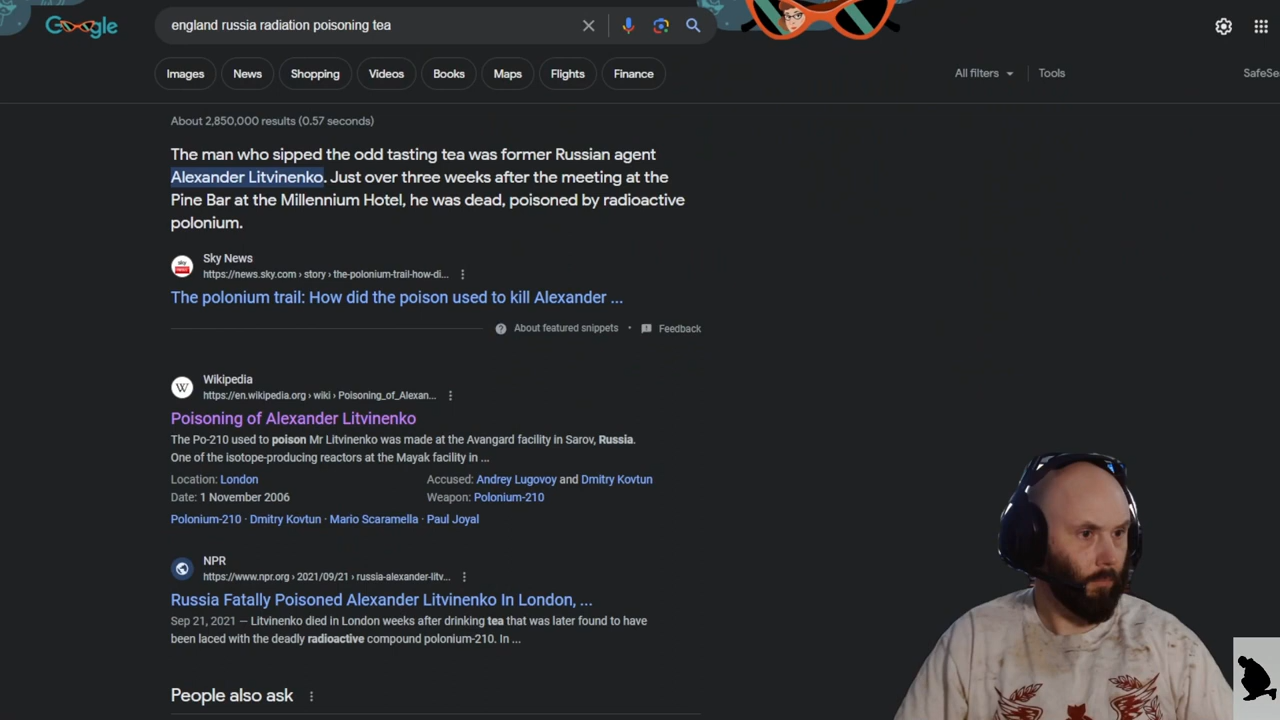 Google
england russia radiation poisoning tea
Images News Shopping Videos Books Maps Flights Finance
All filters Tools SafeSe
About 2,850,000 results (0.57 seconds)
The man who sipped the odd tasting tea was former Russian agent
Alexander Litvinenko. Just over three weeks after the meeting at the
Pine Bar at the Millennium Hotel, he was dead, poisoned by radioactive
polonium.
Sky News
https://news.sky.com › story › the-polonium-trail-how-di...
The polonium trail: How did the poison used to kill Alexander ...
About featured snippets • Feedback
Wikipedia
https://en.wikipedia.org › wiki › Poisoning_of_Alexan...
Poisoning of Alexander Litvinenko
The Po-210 used to poison Mr Litvinenko was made at the Avangard facility in Sarov, Russia.
One of the isotope-producing reactors at the Mayak facility in ...
Location: London Accused: Andrey Lugovoy and Dmitry Kovtun
Date: 1 November 2006 Weapon: Polonium-210
Polonium-210 · Dmitry Kovtun · Mario Scaramella · Paul Joyal
NPR
https://www.npr.org › 2021/09/21 › russia-alexander-litv...
Russia Fatally Poisoned Alexander Litvinenko In London, ...
Sep 21, 2021 — Litvinenko died in London weeks after drinking tea that was later found to have
been laced with the deadly radioactive compound polonium-210. In ...
People also ask